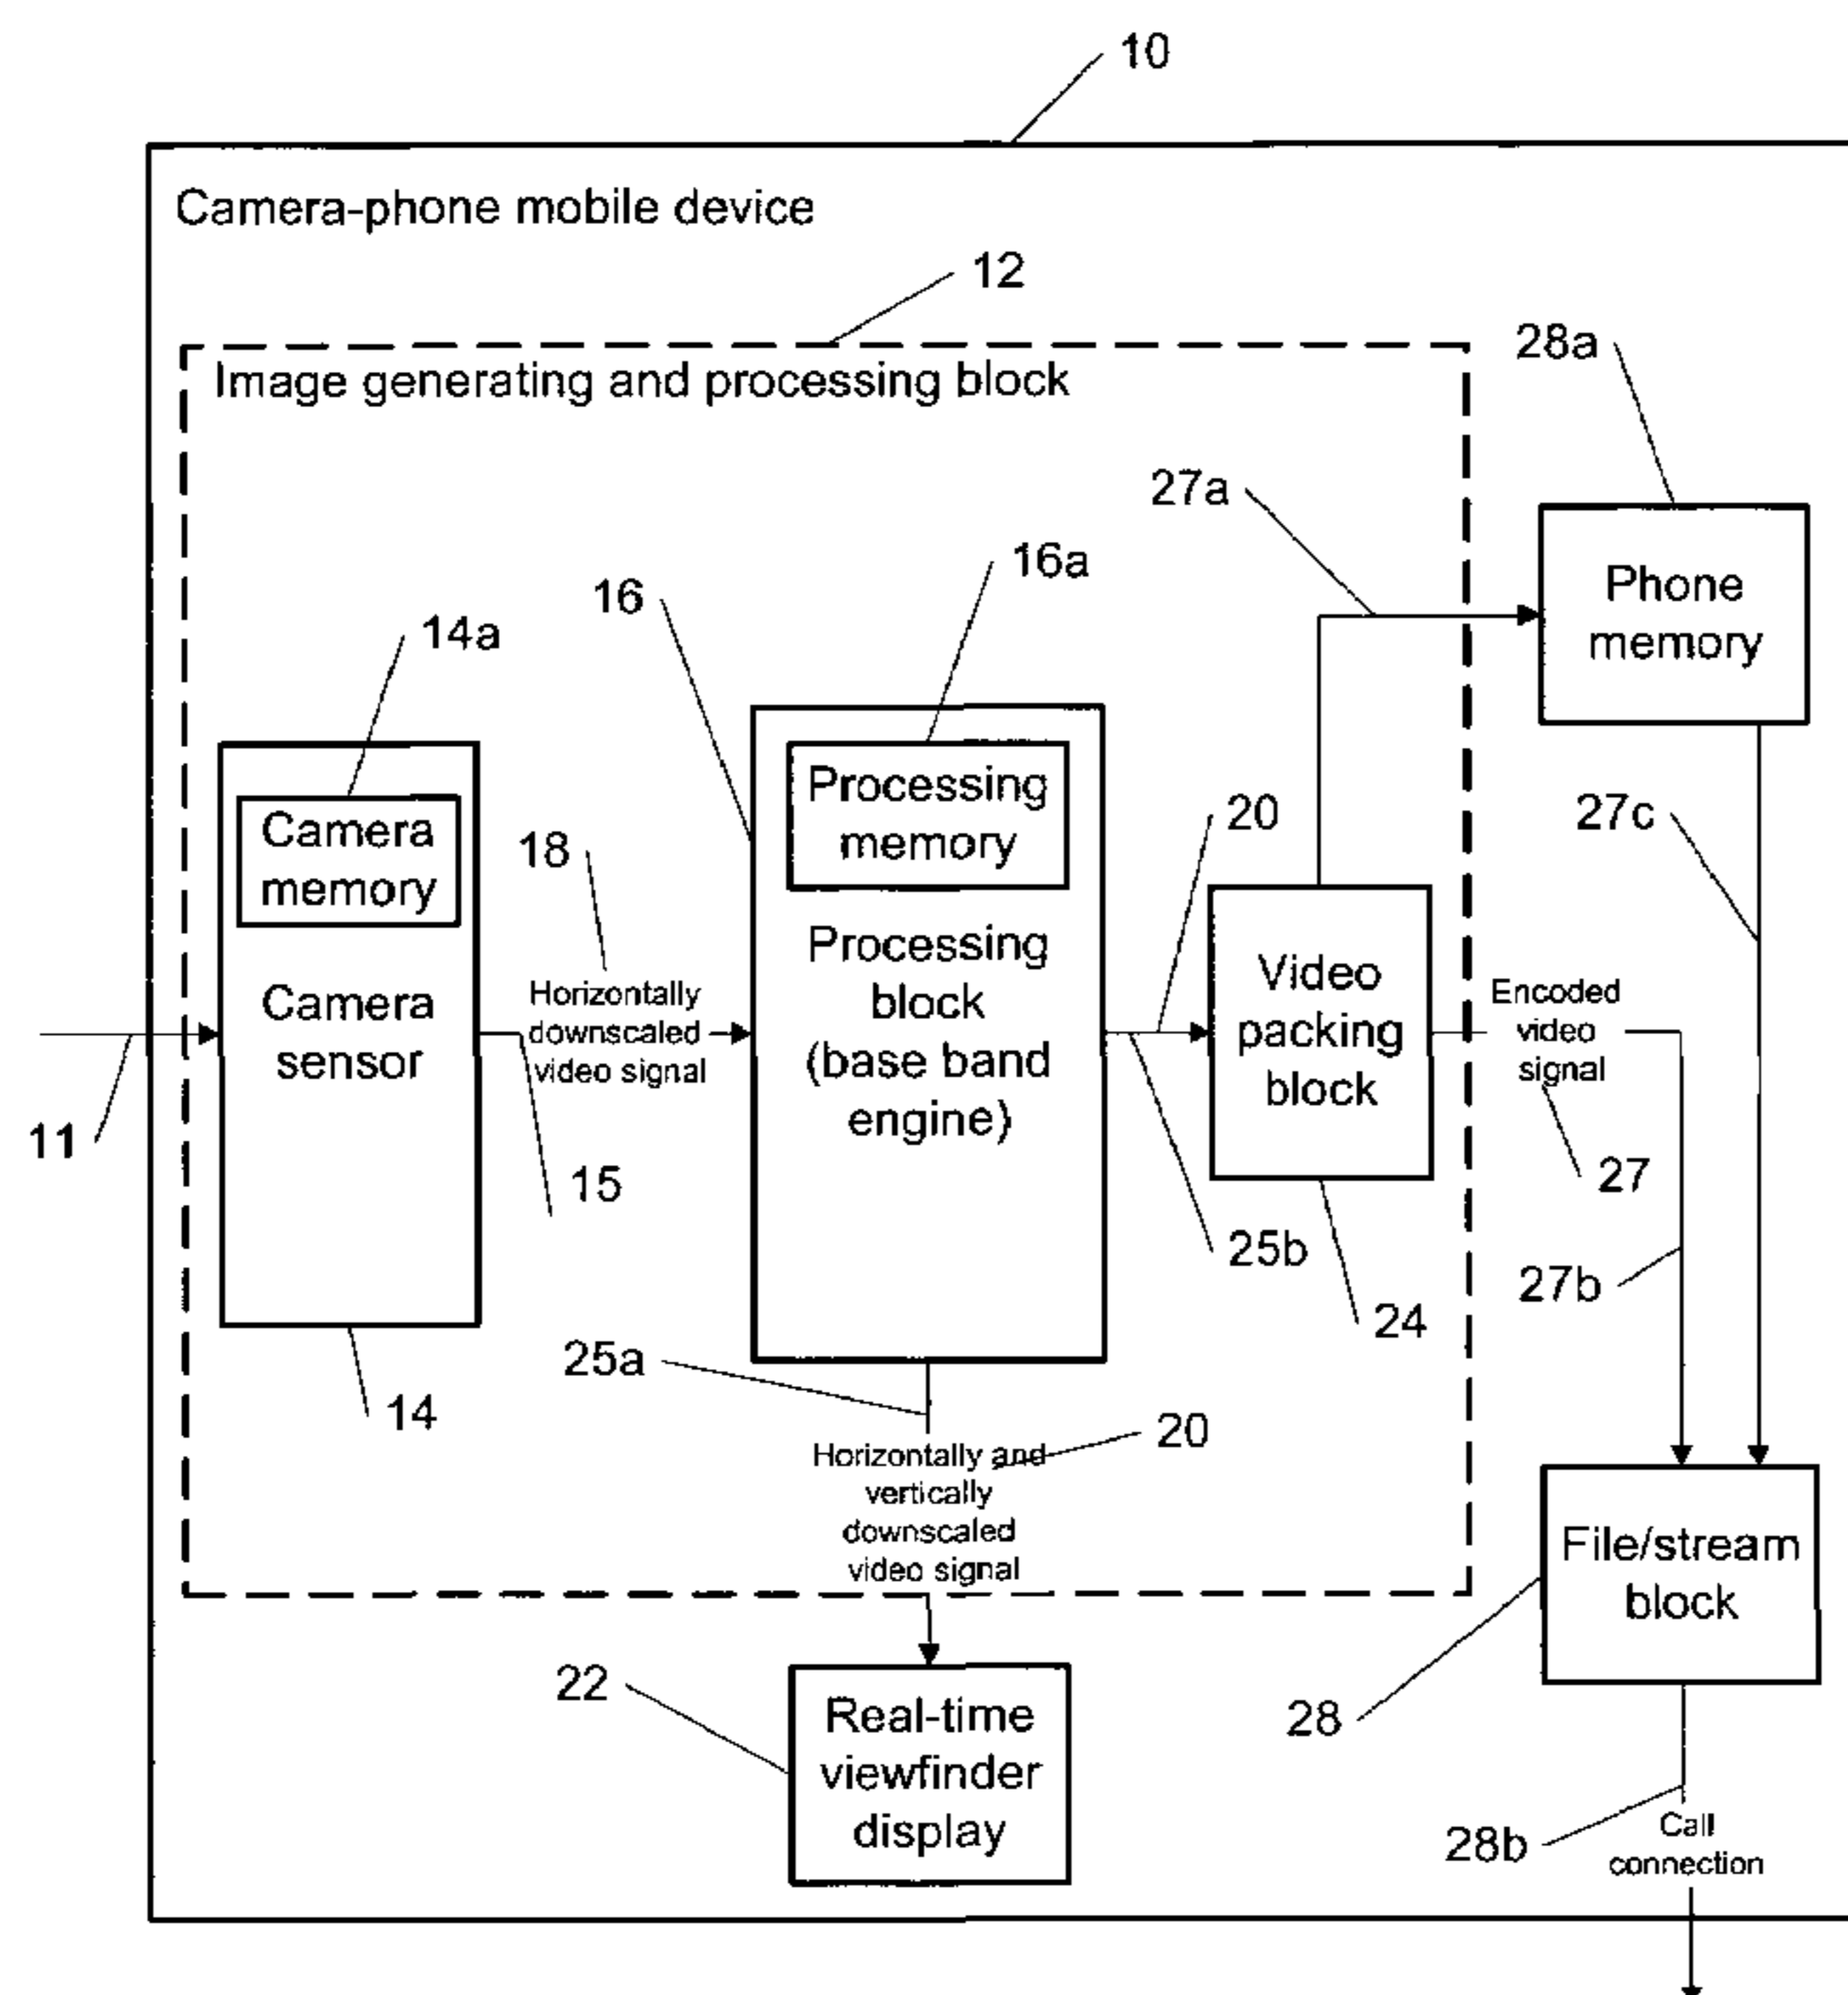 10
Camera-phone mobile device
12
Image generating and processing block
28a
27a
Phone
memory
16a
16
14a
Camera
memory
Camera
sensor
18
Horizontally
downscaled
video signal
Processing
memory
Processing
block
(base band
engine)
20
27c
Video
packing
block
Encoded
video
signal
11
15
27
25b
27b
24
25a
14
20
Horizontally and
vertically
downscaled
video signal
File/stream
block
22
Real-time
viewfinder
display
28
28b
Call
connection